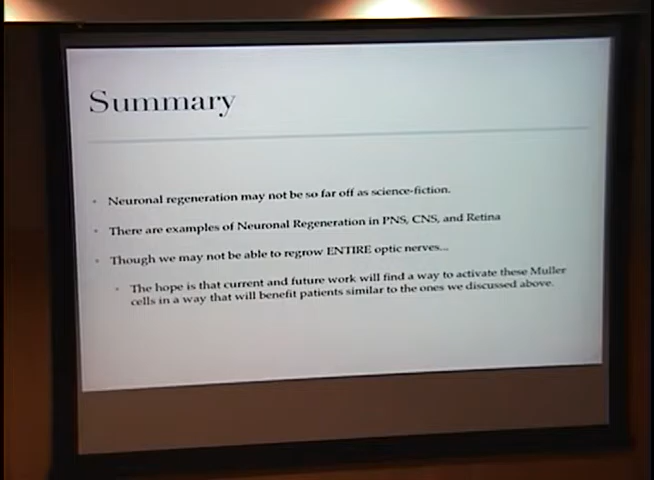 Summary
Neuronal regeneration may not be so far off as science-fiction.
There are examples of Neuronal Regeneration in PNS, CNS, and Retina
Though we may not be able to regrow ENTIRE optic nerves...
The hope is that current and future work will find a way to activate these Muller
cells in a way that will benefit patients similar to the ones we discussed above.